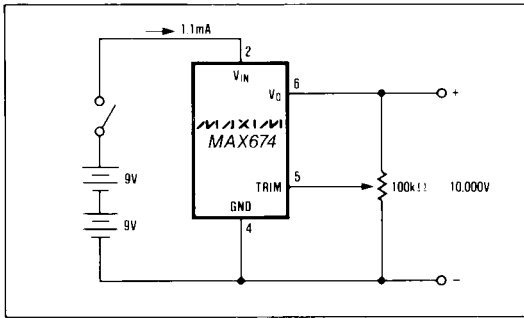 1.1mA
2
VIN
6
VO
MAXIM
MAX674
9V
5
TRIM
100kΩ 10.000V
GND
9V
4
+
−